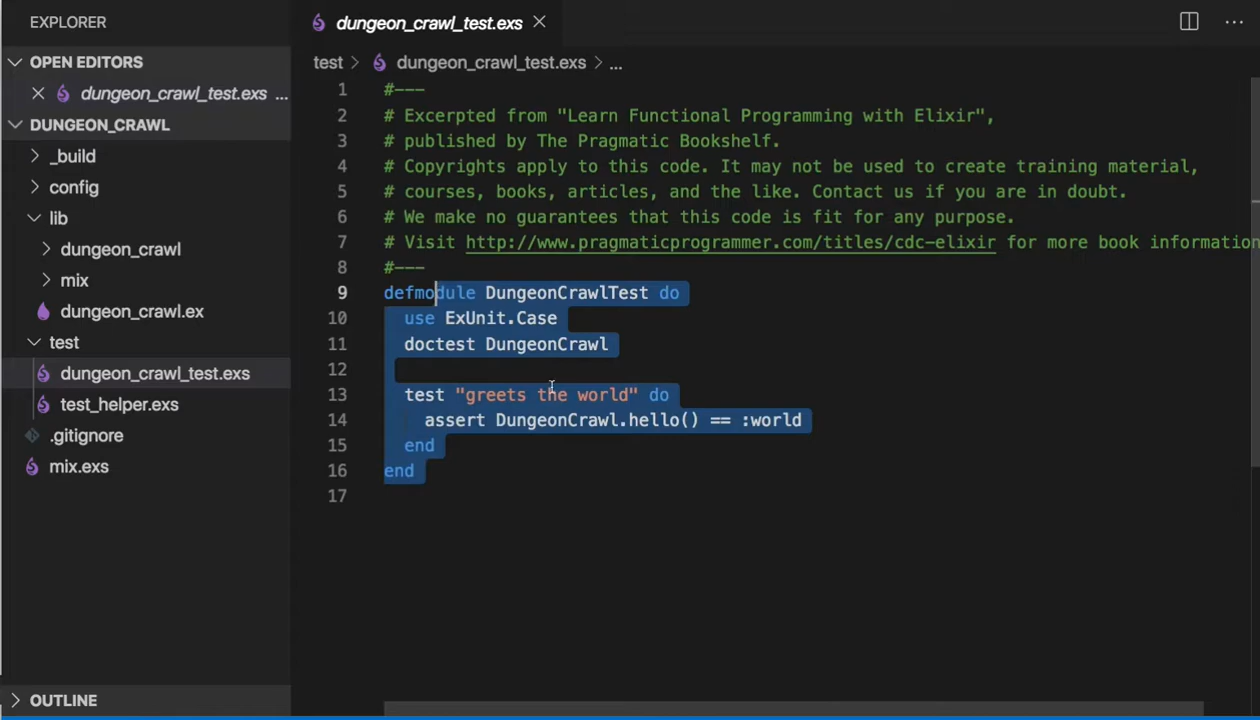 EXPLORER
OPEN EDITORS
dungeon_crawl_test.exs ...
DUNGEON_CRAWL
_build
config
lib
dungeon_crawl
mix
dungeon_crawl.ex
test
dungeon_crawl_test.exs
test_helper.exs
.gitignore
mix.exs
OUTLINE
dungeon_crawl_test.exs
test > dungeon_crawl_test.exs > ...
1 #---
2 # Excerpted from "Learn Functional Programming with Elixir",
3 # published by The Pragmatic Bookshelf.
4 # Copyrights apply to this code. It may not be used to create training material,
5 # courses, books, articles, and the like. Contact us if you are in doubt.
6 # We make no guarantees that this code is fit for any purpose.
7 # Visit http://www.pragmaticprogrammer.com/titles/cdc-elixir for more book information
8 #---
9 defmodule DungeonCrawlTest do
10 use ExUnit.Case
11 doctest DungeonCrawl
12
13 test "greets the world" do
14 assert DungeonCrawl.hello() == :world
15 end
16 end
17